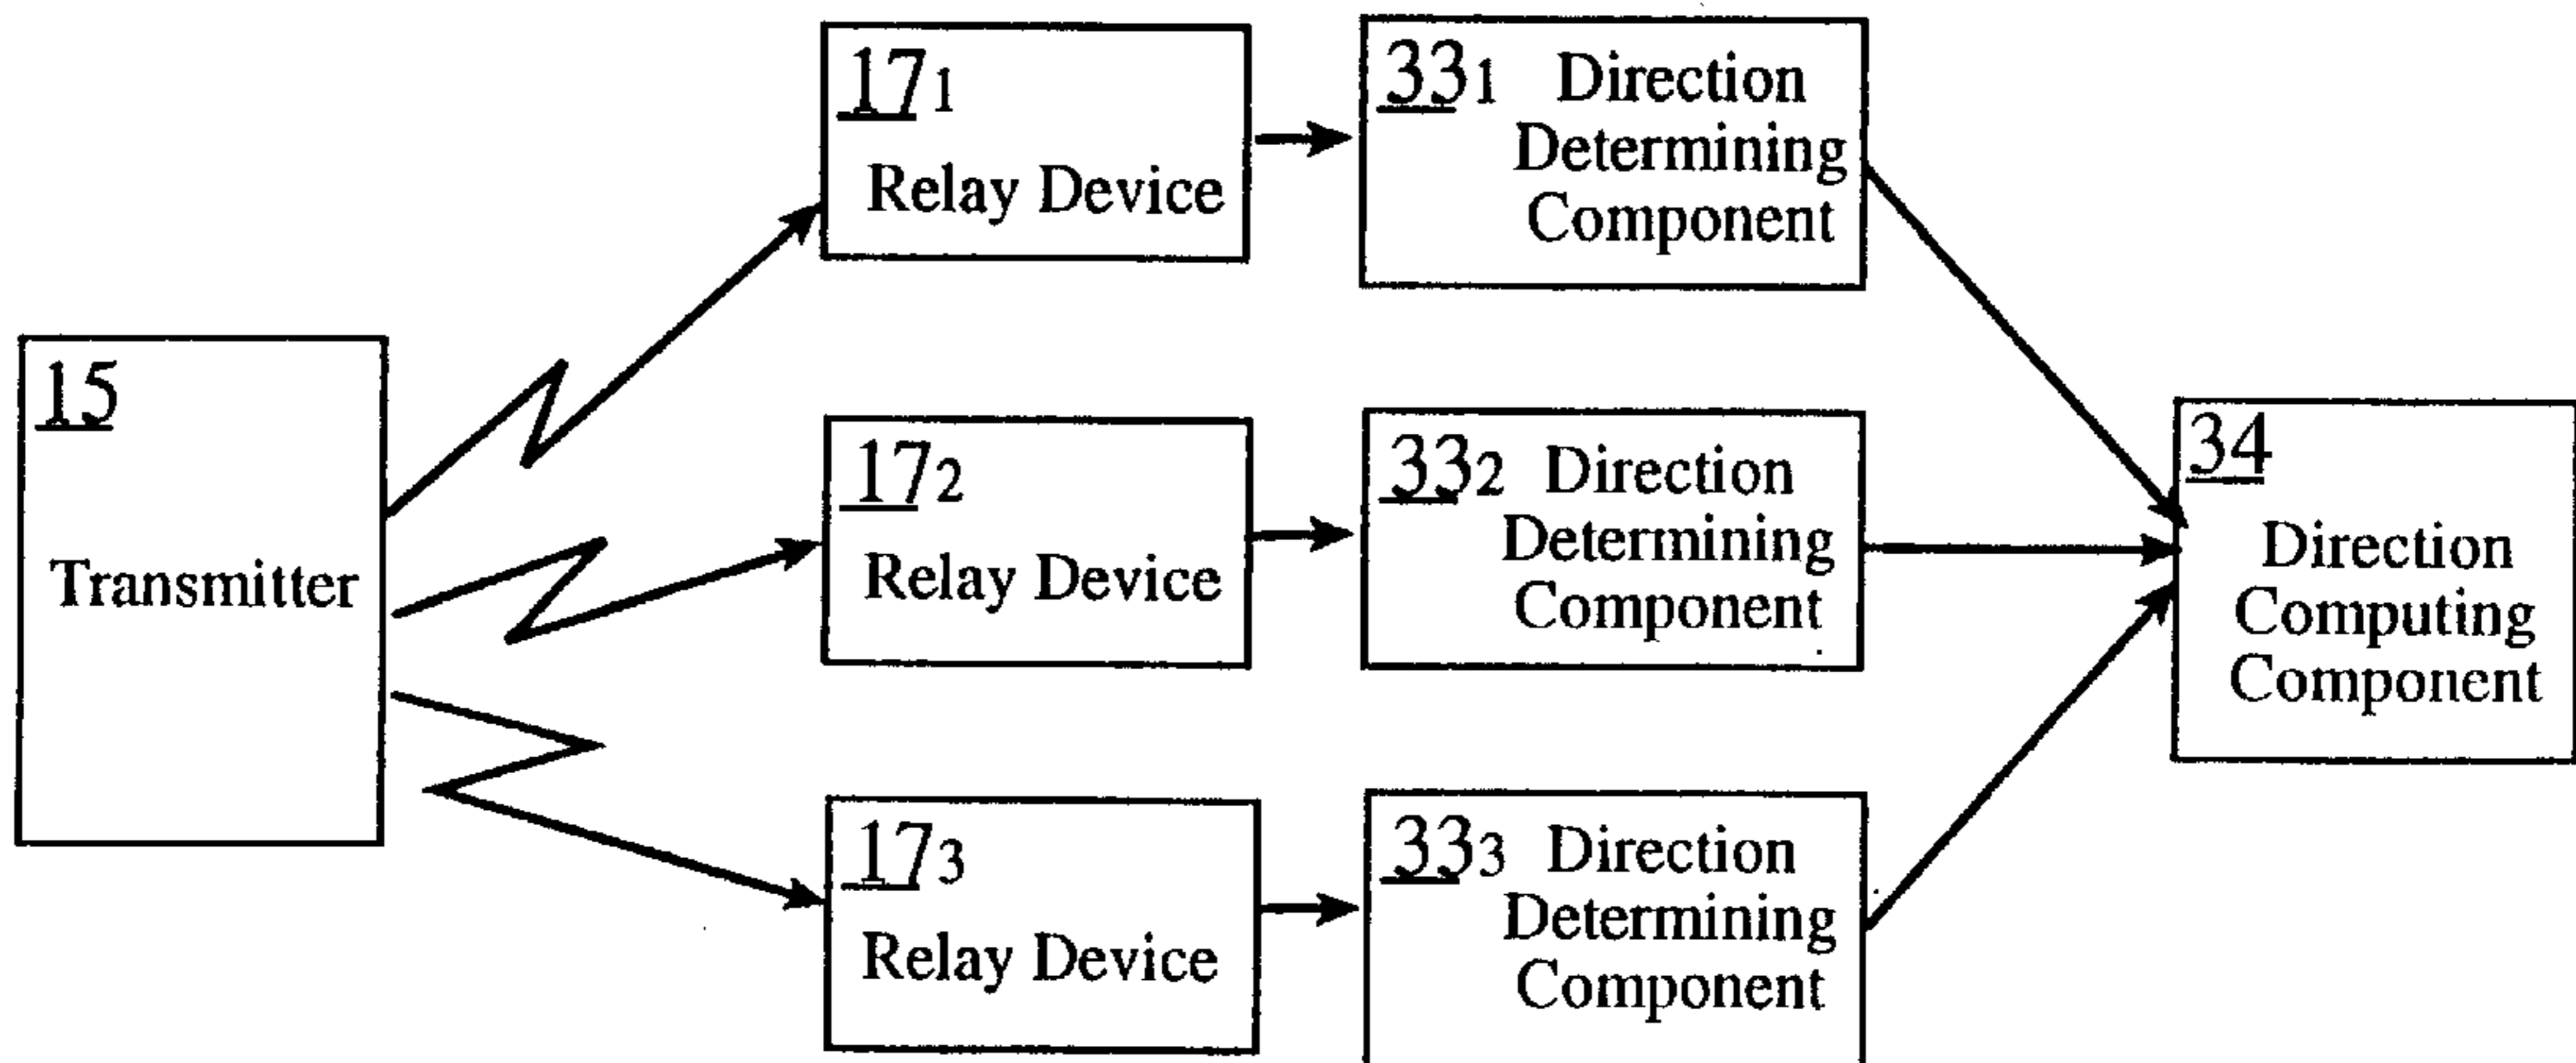 15
Transmitter
17₁
Relay Device
33₁ Direction
Determining
Component
17₂
Relay Device
33₂ Direction
Determining
Component
17₃
Relay Device
33₃ Direction
Determining
Component
34
Direction
Computing
Component